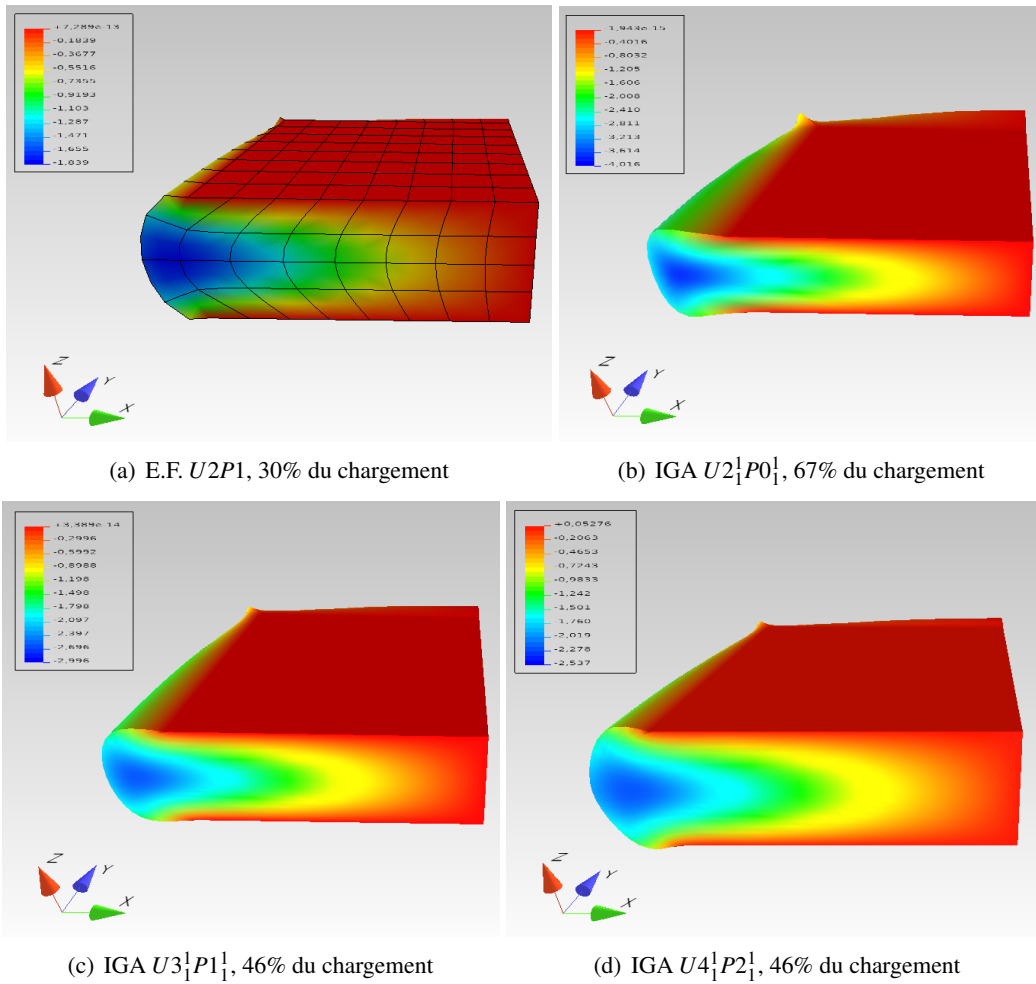 +7,289e-13
-0,1839
-0,3677
-0,5516
-0,7355
-0,9193
-1,103
-1,287
-1,471
-1,655
-1,839
Z
Y
X
-1,943e-15
-0,4016
-0,8032
-1,205
-1,606
-2,008
-2,410
-2,811
-3,213
-3,614
-4,016
Z
Y
X
(a) E.F. U2P1, 30% du chargement
(b) IGA U2¹₁P0¹₁, 67% du chargement
+3,389e-14
-0,2996
-0,5992
-0,8988
-1,198
-1,498
-1,798
-2,097
-2,397
-2,696
-2,996
Z
Y
X
+0,05276
-0,2063
-0,4653
-0,7243
-0,9833
-1,242
-1,501
-1,760
-2,019
-2,278
-2,537
Z
Y
X
(c) IGA U3¹₁P1¹₁, 46% du chargement
(d) IGA U4¹₁P2¹₁, 46% du chargement